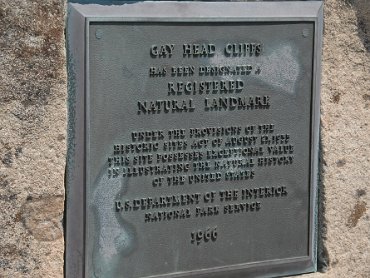 GAY HEAD CLIFFS
HAS BEEN DESIGNATED A
REGISTERED
NATURAL LANDMARK
UNDER THE PROVISIONS OF THE
HISTORIC SITES ACT OF AUGUST 21, 1935
THIS SITE POSSESSES EXCEPTIONAL VALUE
IN ILLUSTRATING THE NATURAL HISTORY
OF THE UNITED STATES
U.S. DEPARTMENT OF THE INTERIOR
NATIONAL PARK SERVICE
1966